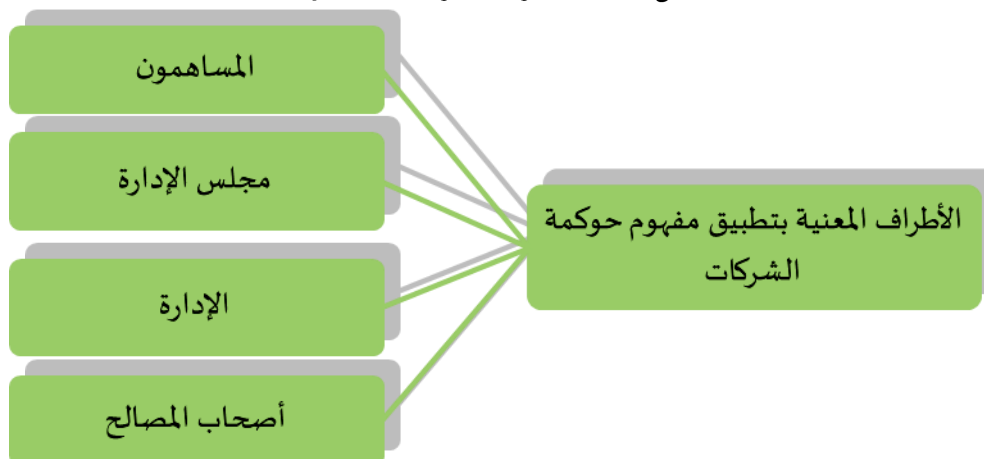 المساهمون
مجلس الإدارة
الأطراف المعنية بتطبيق مفهوم حوكمة
الشركات
الإدارة
أصحاب المصالح